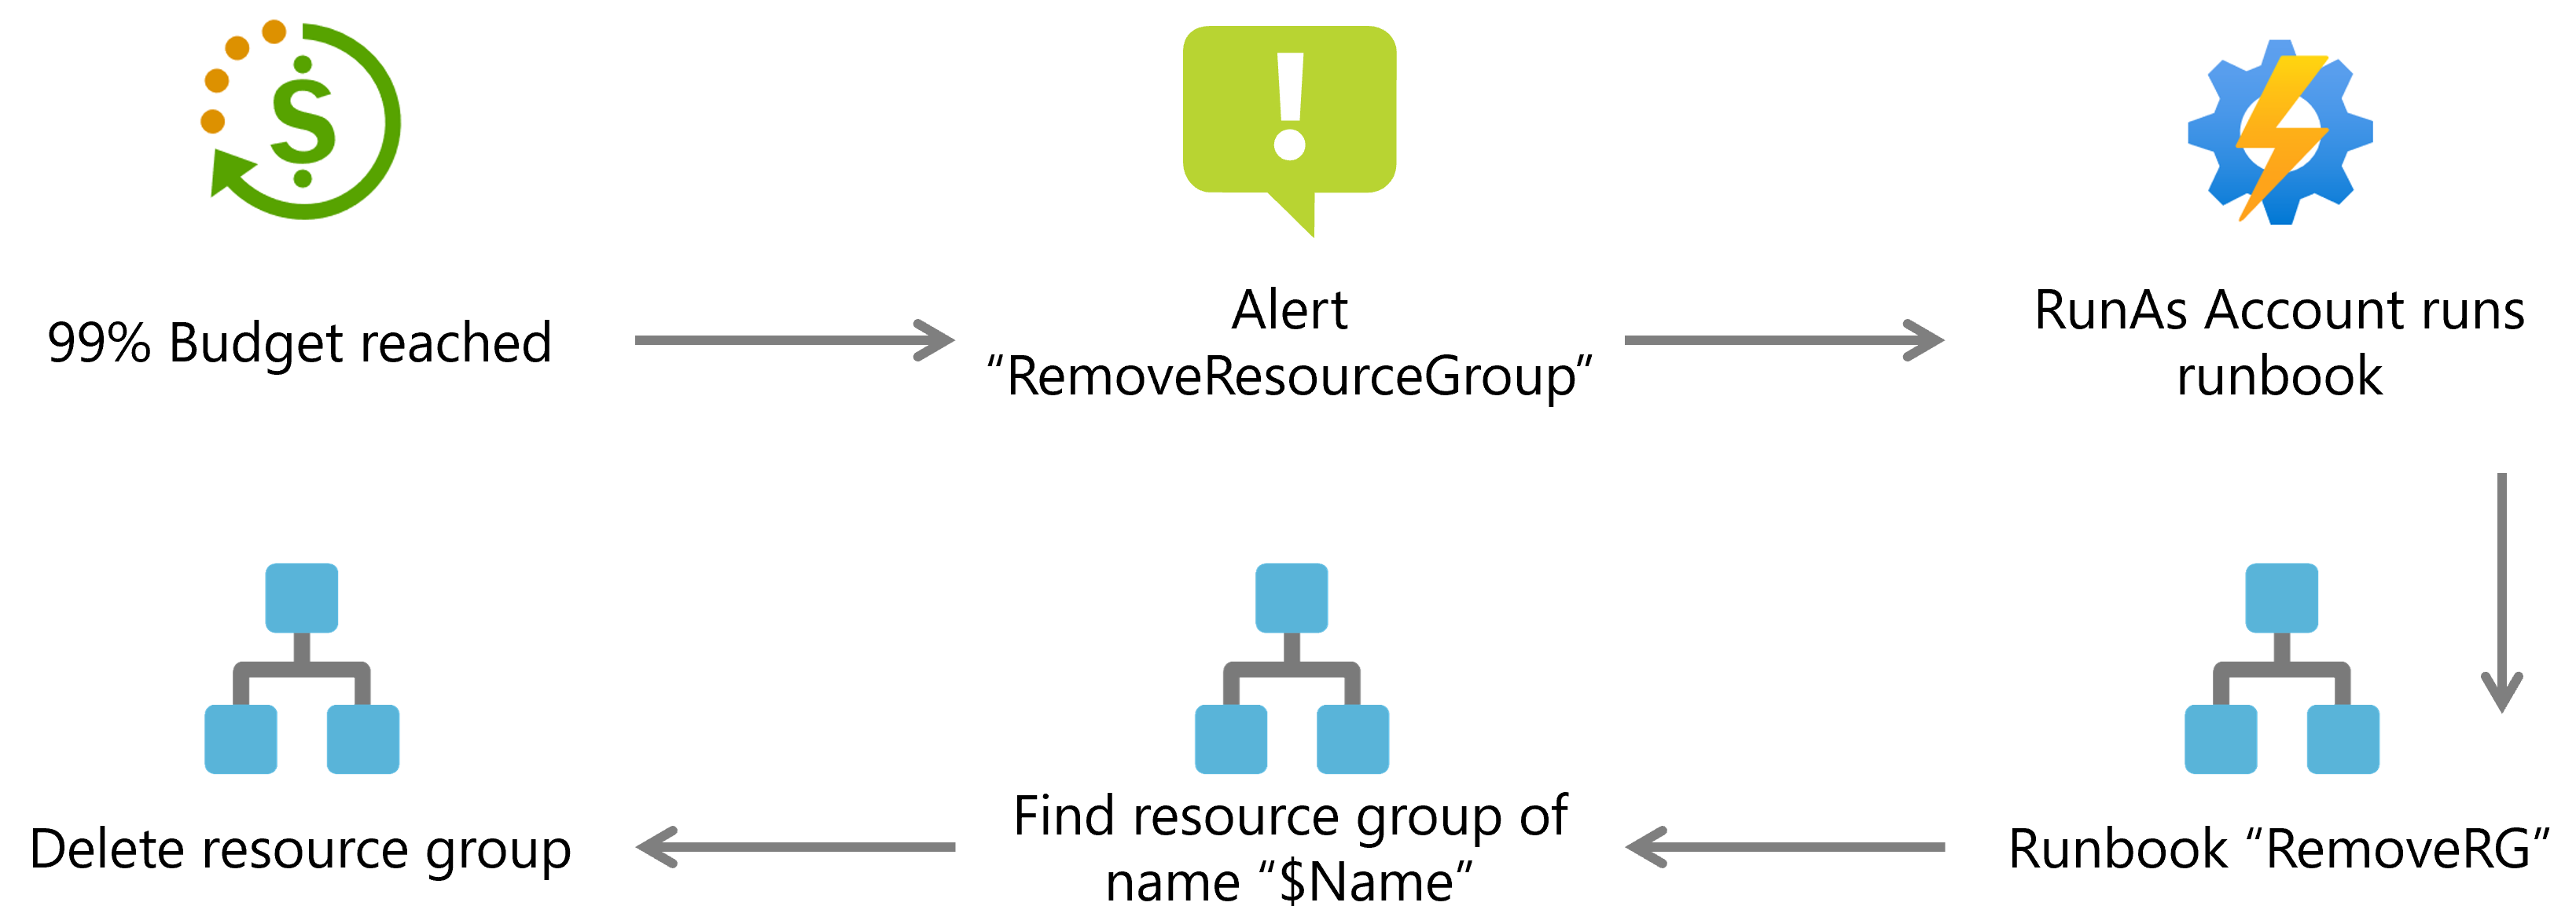 $
!
99% Budget reached
Alert
“RemoveResourceGroup”
RunAs Account runs
runbook
Runbook “RemoveRG”
Find resource group of
name “$Name”
Delete resource group